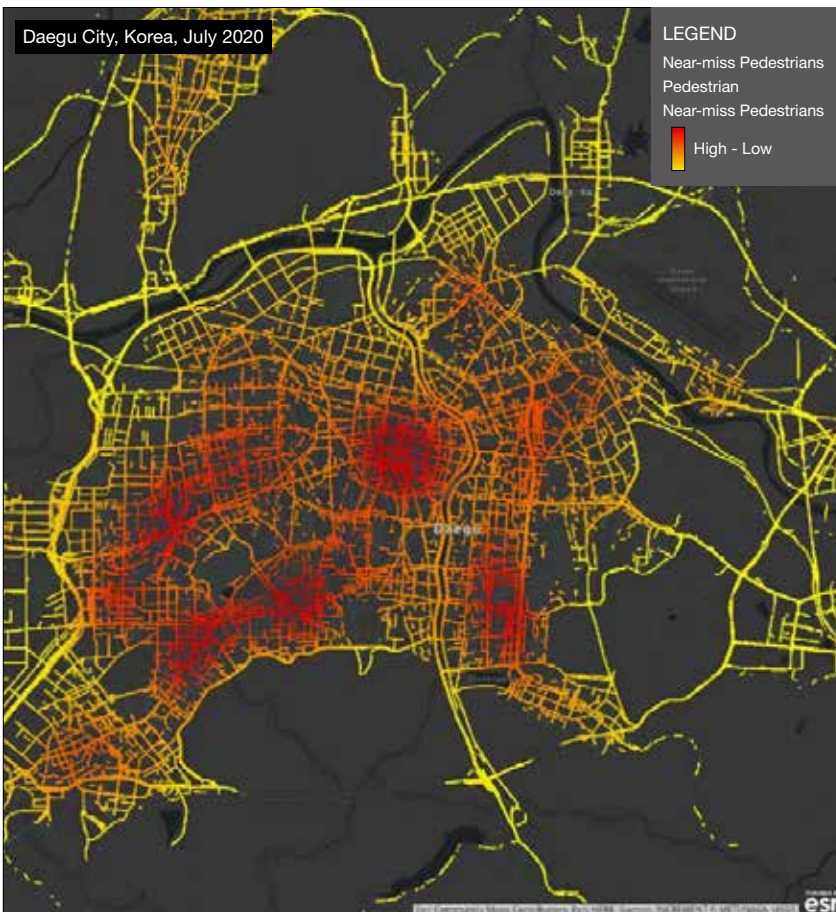 Daegu City, Korea, July 2020
LEGEND
Near-miss Pedestrians
Pedestrian
Near-miss Pedestrians
High - Low
Daegu
esri